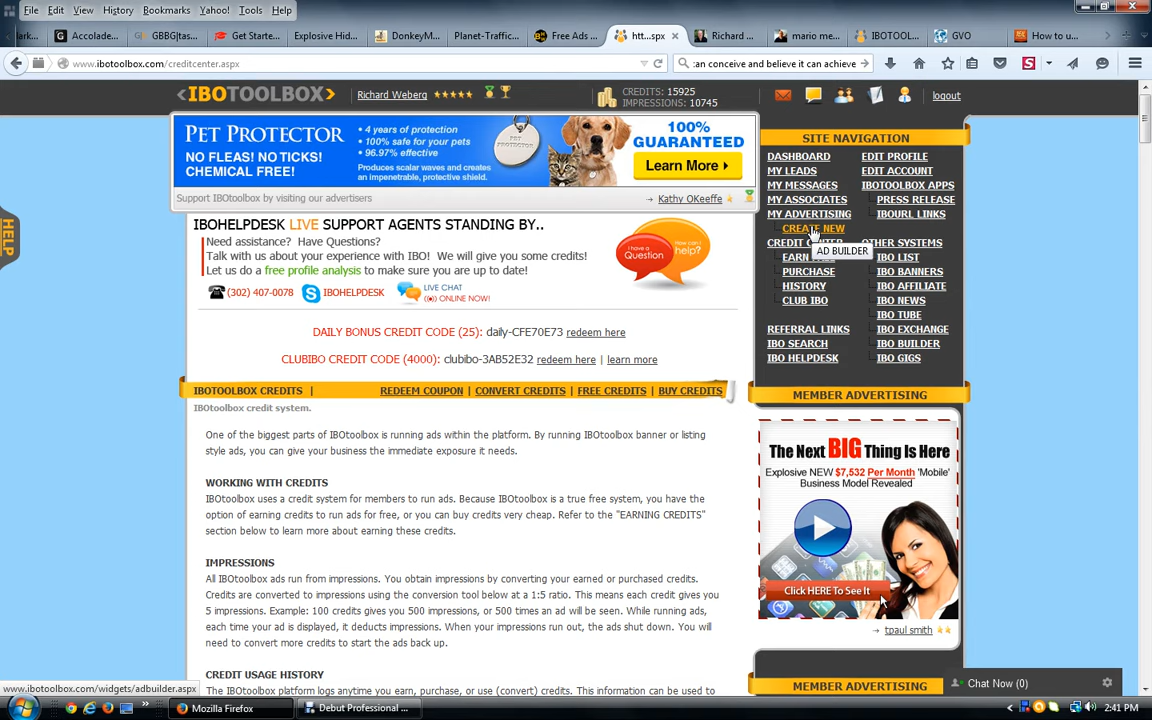 File Edit View History Bookmarks Yahoo! Tools Help
ark... Accolade... GBBG|tas... Get Starte... Explosive Hid... DonkeyM... Planet-Traffic... Free Ads ... htt....spx Richard ... mario me... IBOTOOL... GVO How to u...
www.ibotoolbox.com/creditcenter.aspx
:an conceive and believe it can achieve
<IBOTOOLBOX>
Richard Weberg
CREDITS: 15925
IMPRESSIONS: 10745
logout
PET PROTECTOR
NO FLEAS! NO TICKS!
CHEMICAL FREE!
• 4 years of protection
• 100% safe for your pets
• 96.97% effective
Produces scalar waves and creates
an impenetrable, protective shield.
PET
PROTECTOR
100%
GUARANTEED
Learn More
Support IBOtoolbox by visiting our advertisers
→ Kathy OKeeffe
IBOHELPDESK LIVE SUPPORT AGENTS STANDING BY..
Need assistance? Have Questions?
Talk with us about your experience with IBO! We will give you some credits!
Let us do a free profile analysis to make sure you are up to date!
(302) 407-0078 IBOHELPDESK LIVE CHAT
((o)) ONLINE NOW!
I have a
Question
How can I
help?
DAILY BONUS CREDIT CODE (25): daily-CFE70E73 redeem here
CLUBIBO CREDIT CODE (4000): clubibo-3AB52E32 redeem here | learn more
IBOTOOLBOX CREDITS | REDEEM COUPON | CONVERT CREDITS | FREE CREDITS | BUY CREDITS
IBOtoolbox credit system.
One of the biggest parts of IBOtoolbox is running ads within the platform. By running IBOtoolbox banner or listing
style ads, you can give your business the immediate exposure it needs.
WORKING WITH CREDITS
IBOtoolbox uses a credit system for members to run ads. Because IBOtoolbox is a true free system, you have the
option of earning credits to run ads for free, or you can buy credits very cheap. Refer to the "EARNING CREDITS"
section below to learn more about earning these credits.
IMPRESSIONS
All IBOtoolbox ads run from impressions. You obtain impressions by converting your earned or purchased credits.
Credits are converted to impressions using the conversion tool below at a 1:5 ratio. This means each credit gives you
5 impressions. Example: 100 credits gives you 500 impressions, or 500 times an ad will be seen. While running ads,
each time your ad is displayed, it deducts impressions. When your impressions run out, the ads shut down. You will
need to convert more credits to start the ads back up.
CREDIT USAGE HISTORY
The IBOtoolbox platform logs anytime you earn, purchase, or use (convert) credits. This information can be used to
SITE NAVIGATION
DASHBOARD
MY LEADS
MY MESSAGES
MY ASSOCIATES
MY ADVERTISING
CREATE NEW
CREDIT CENTER
EARN
PURCHASE
HISTORY
CLUB IBO
REFERRAL LINKS
IBO SEARCH
IBO HELPDESK
EDIT PROFILE
EDIT ACCOUNT
IBOTOOLBOX APPS
PRESS RELEASE
IBOURL LINKS
OTHER SYSTEMS
IBO LIST
IBO BANNERS
IBO AFFILIATE
IBO NEWS
IBO TUBE
IBO EXCHANGE
IBO BUILDER
IBO GIGS
AD BUILDER
MEMBER ADVERTISING
The Next BIG Thing Is Here
Explosive NEW $7,532 Per Month 'Mobile'
Business Model Revealed
Click HERE To See It
→ tpaul smith
MEMBER ADVERTISING
HELP
www.ibotoolbox.com/widgets/adbuilder.aspx
Chat Now (0)
Mozilla Firefox
Debut Professional ...
2:41 PM